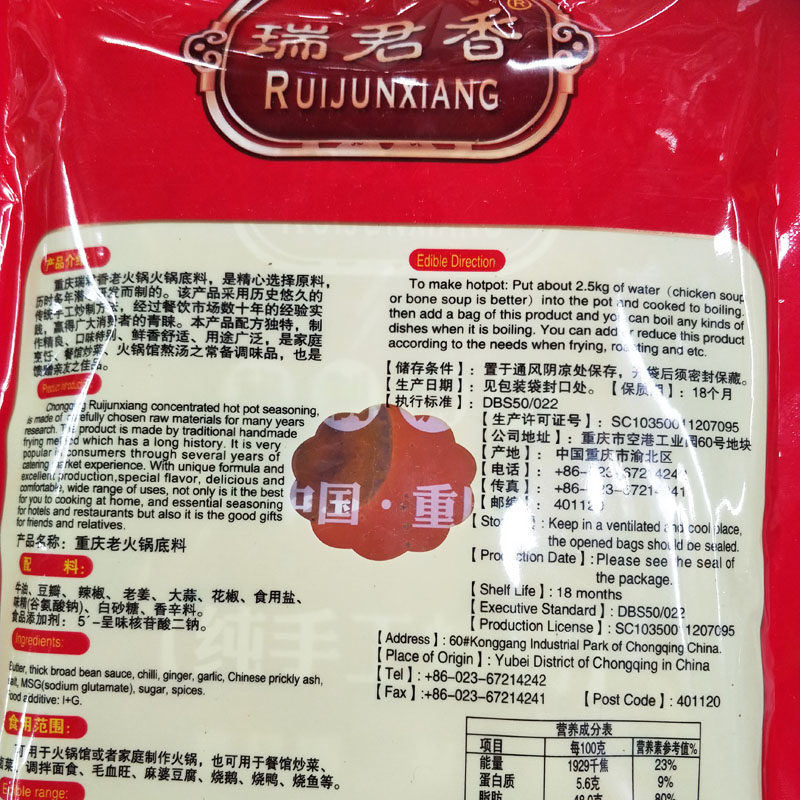 瑞君香®
RUIJUNXIANG
产品介绍:
重庆瑞君香老火锅火锅底料，是精心选择原料，
历时多年潜心研发而制的。该产品采用历史悠久的
传统手工炒制方法，经过餐饮市场数十年的经验实
践，赢得广大消费者的青睐。本产品配方独特，制
作精良、口味特别、鲜香舒适、用途广泛，是家庭
烹饪、餐馆炒菜、火锅馆熬汤之常备调味品，也是
馈赠亲友之佳品。
Product introduction:
Chongqing Ruijunxiang concentrated hot pot seasoning,
is made of carefully chosen raw materials for many years
research. The product is made by traditional handmade
frying method which has a long history. It is very
popular in consumers through several years of
catering market experience. With unique formula and
excellent production,special flavor, delicious and
comfortable, wide range of uses, not only is it the best
for you to cooking at home, and essential seasoning
for hotels and restaurants but also it is the good gifts
for friends and relatives.
产品名称: 重庆老火锅底料
配 料:
牛油、豆瓣、辣椒、老姜、大蒜、花椒、食用盐、
味精(谷氨酸钠)、白砂糖、香辛料。
食品添加剂: 5′-呈味核苷酸二钠。
Ingredients:
Butter, thick broad bean sauce, chilli, ginger, garlic, Chinese prickly ash,
salt, MSG(sodium glutamate), sugar, spices.
food additive: I+G.
食用范围:
可用于火锅馆或者家庭制作火锅，也可用于餐馆炒菜、
调拌面食、毛血旺、麻婆豆腐、烧鹅、烧鸭、烧鱼等。
Edible range:
Edible Direction
To make hotpot: Put about 2.5kg of water（chicken soup
or bone soup is better）into the pot and cooked to boiling.
then add a bag of this product and you can boil any kinds of
dishes when it is boiling. You can add or reduce this product
according to the needs when frying, roasting and etc.
【储存条件】: 置于通风阴凉处保存，开袋后须密封保藏。
【生产日期】: 见包装袋封口处。【保质期】: 18个月
【执行标准】: DBS50/022
【生产许可证号】: SC10350011207095
【公司地址】: 重庆市空港工业园60号地块
【产地】: 中国重庆市渝北区
【电话】: +86-023-67214242
【传真】: +86-023-67214241
【邮编】: 401120
中国·重
【Storage】: Keep in a ventilated and cool place,
the opened bags should be sealed.
【Production Date】: Please see the seal of
the package.
【Shelf Life】: 18 months
【Executive Standard】: DBS50/022
【Production License】: SC10350011207095
【Address】: 60#Konggang Industrial Park of Chongqing China.
【Place of Origin】: Yubei District of Chongqing in China
【Tel】: +86-023-67214242
【Fax】:+86-023-67214241 【Post Code】: 401120
营养成分表
项目 每100克 营养素参考值%
能量 1929千焦 23%
蛋白质 5.6克 9%
脂肪 48.0克 80%